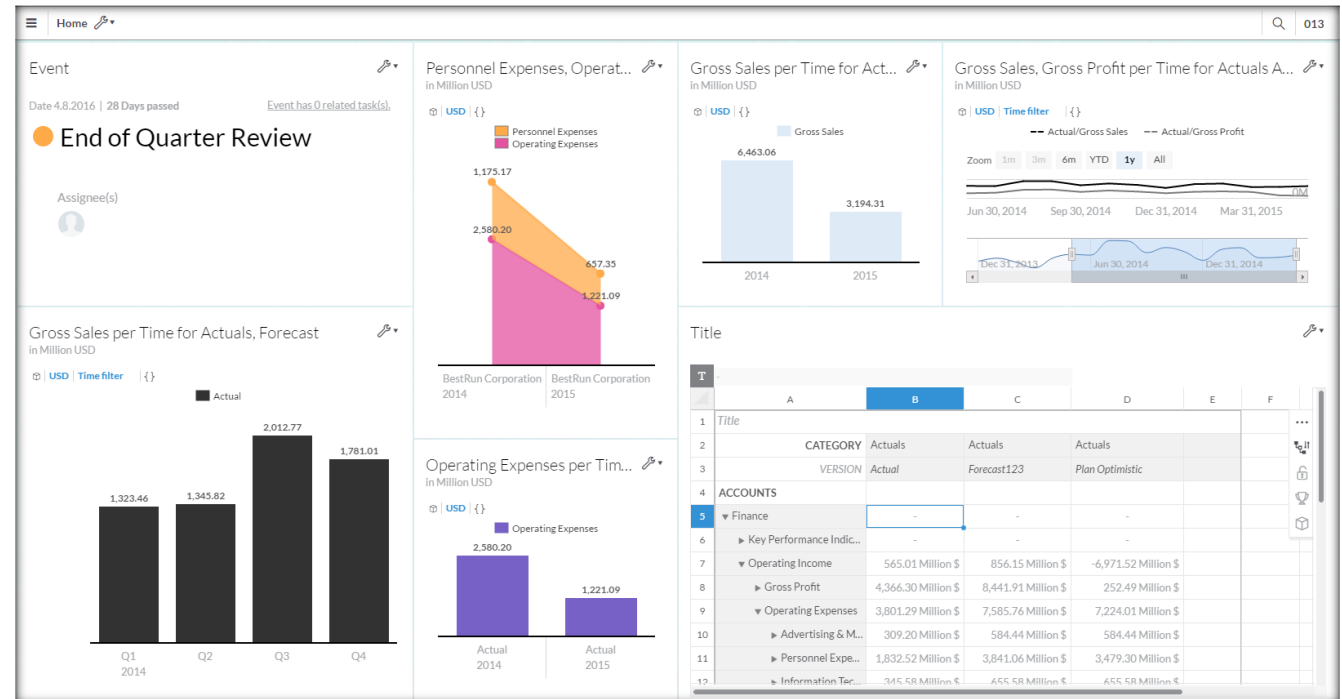 Home
013
Event
Date 4.8.2016 | 28 Days passed
Event has 0 related task(s).
End of Quarter Review
Assignee(s)
Personnel Expenses, Operat...
in Million USD
USD {}
Personnel Expenses
Operating Expenses
1,175.17
2,580.20
657.35
1,221.09
BestRun Corporation BestRun Corporation
2014 2015
Gross Sales per Time for Act...
in Million USD
USD {}
Gross Sales
6,463.06
3,194.31
2014 2015
Gross Sales, Gross Profit per Time for Actuals A...
in Million USD
USD Time filter {}
Actual/Gross Sales Actual/Gross Profit
Zoom 1m 3m 6m YTD 1y All
0M
Jun 30, 2014 Sep 30, 2014 Dec 31, 2014 Mar 31, 2015
Dec 31, 2013 Jun 30, 2014 Dec 31, 2014
Gross Sales per Time for Actuals, Forecast
in Million USD
USD Time filter {}
Actual
1,323.46 1,345.82 2,012.77 1,781.01
Q1 Q2 Q3 Q4
2014
Operating Expenses per Tim...
in Million USD
USD {}
Operating Expenses
2,580.20
1,221.09
Actual Actual
2014 2015
Title
T -
A B C D E F
1 Title
2 CATEGORY Actuals Actuals Actuals
3 VERSION Actual Forecast123 Plan Optimistic
4 ACCOUNTS
5 Finance - - -
6 Key Performance Indic... - - -
7 Operating Income 565.01 Million $ 856.15 Million $ -6,971.52 Million $
8 Gross Profit 4,366.30 Million $ 8,441.91 Million $ 252.49 Million $
9 Operating Expenses 3,801.29 Million $ 7,585.76 Million $ 7,224.01 Million $
10 Advertising & M... 309.20 Million $ 584.44 Million $ 584.44 Million $
11 Personnel Expe... 1,832.52 Million $ 3,841.06 Million $ 3,479.30 Million $
12 Information Tec... 345.58 Million $ 655.58 Million $ 655.58 Million $